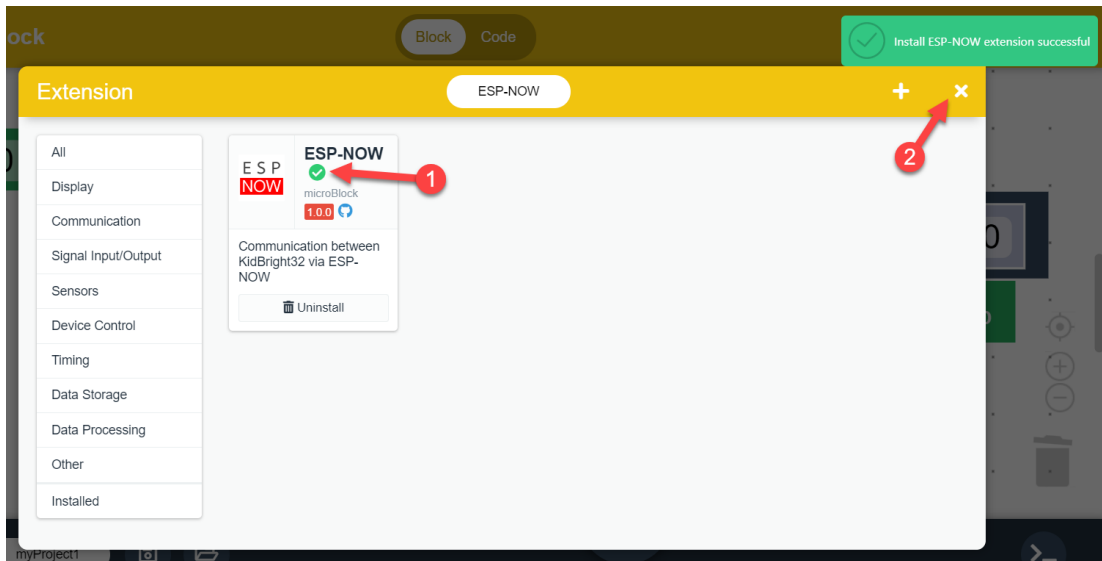 ock
Block
Code
Install ESP-NOW extension successful
Extension
ESP-NOW
2
All
Display
Communication
Signal Input/Output
Sensors
Device Control
Timing
Data Storage
Data Processing
Other
Installed
E S P
NOW
ESP-NOW
1
microBlock
1.0.0
Communication between
KidBright32 via ESP-
NOW
Uninstall
0
myProject1